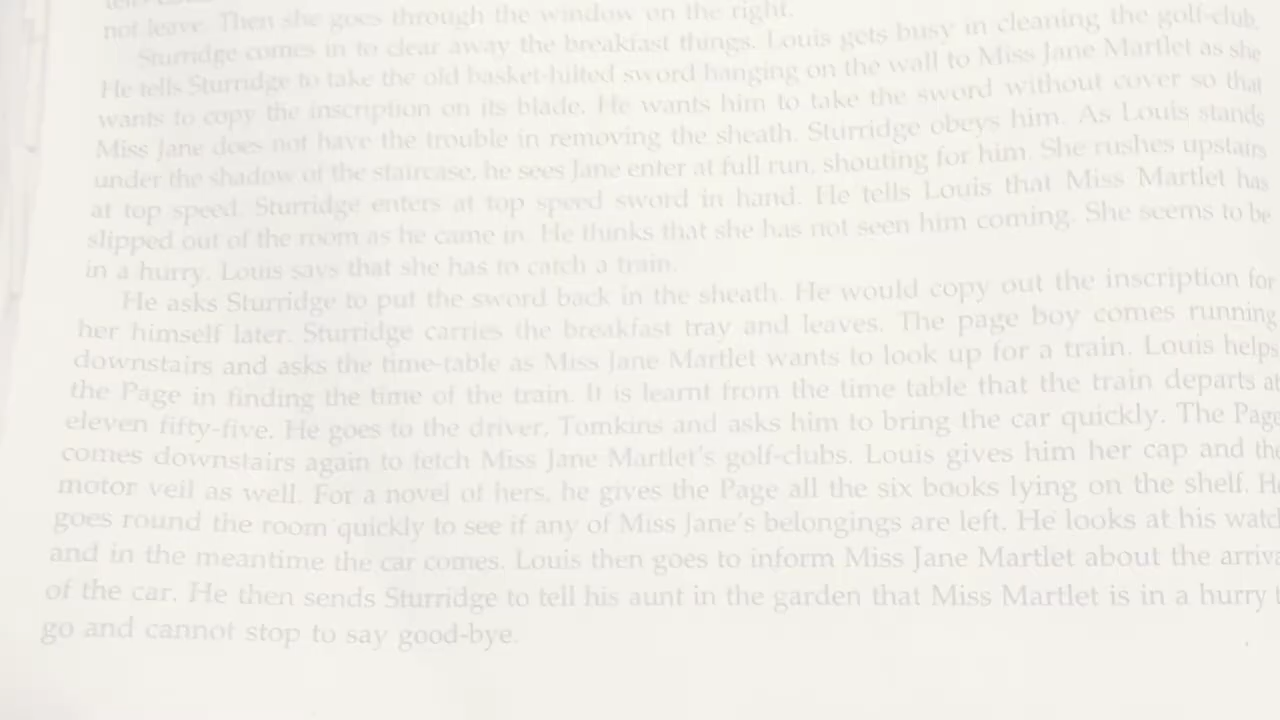 not leave. Then she goes through the window on the right.
Sturridge comes in to clear away the breakfast things. Louis gets busy in cleaning the golf-club.
He tells Sturridge to take the old basket-hilted sword hanging on the wall to Miss Jane Martlet as she
wants to copy the inscription on its blade. He wants him to take the sword without cover so that
Miss Jane does not have the trouble in removing the sheath. Sturridge obeys him. As Louis stands
under the shadow of the staircase, he sees Jane enter at full run, shouting for him. She rushes upstairs
at top speed. Sturridge enters at top speed sword in hand. He tells Louis that Miss Martlet has
slipped out of the room as he came in. He thinks that she has not seen him coming. She seems to be
in a hurry. Louis says that she has to catch a train.
He asks Sturridge to put the sword back in the sheath. He would copy out the inscription for
her himself later. Sturridge carries the breakfast tray and leaves. The page boy comes running
downstairs and asks the time-table as Miss Jane Martlet wants to look up for a train. Louis helps
the Page in finding the time of the train. It is learnt from the time table that the train departs at
eleven fifty-five. He goes to the driver, Tomkins and asks him to bring the car quickly. The Page
comes downstairs again to fetch Miss Jane Martlet's golf-clubs. Louis gives him her cap and the
motor veil as well. For a novel of hers, he gives the Page all the six books lying on the shelf. He
goes round the room quickly to see if any of Miss Jane's belongings are left. He looks at his watch
and in the meantime the car comes. Louis then goes to inform Miss Jane Martlet about the arriva
of the car. He then sends Sturridge to tell his aunt in the garden that Miss Martlet is in a hurry t
go and cannot stop to say good-bye.